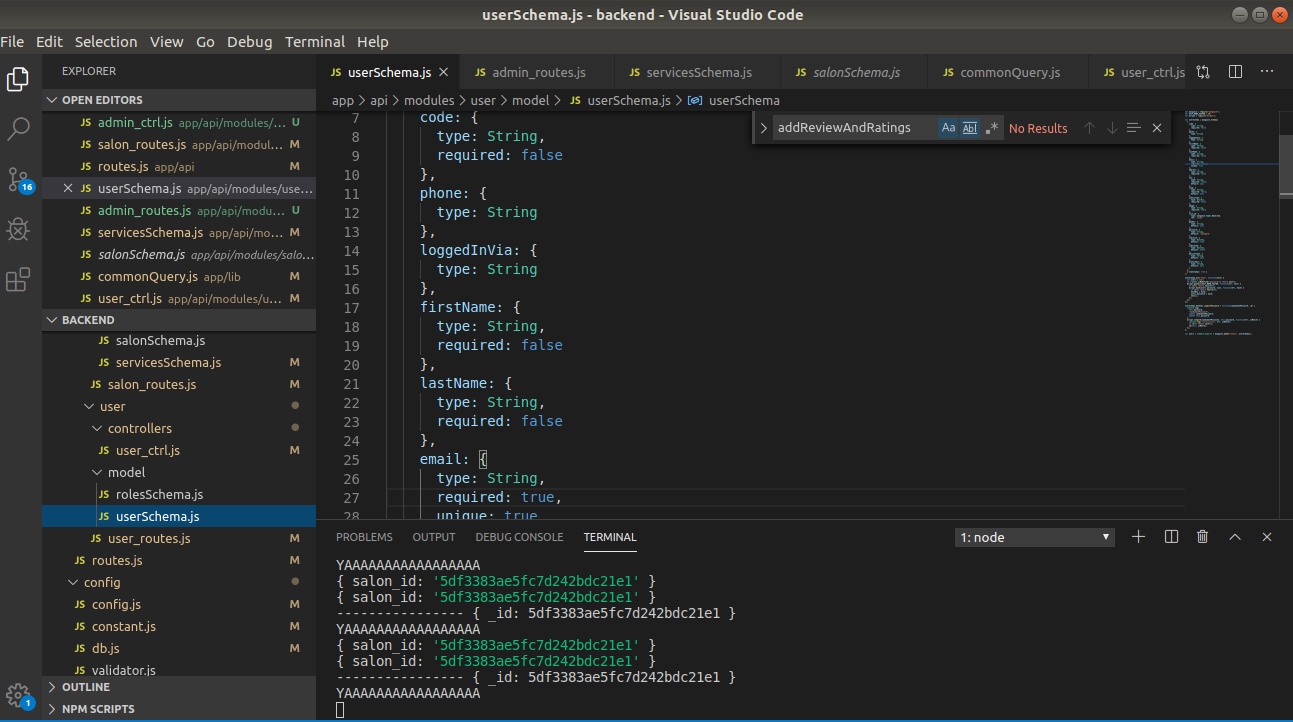 userSchema.js - backend - Visual Studio Code
File Edit Selection View Go Debug Terminal Help
EXPLORER
OPEN EDITORS
JS admin_ctrl.js app/api/modules/... U
JS salon_routes.js app/api/modul... M
JS routes.js app/api M
JS userSchema.js app/api/modules/use...
JS admin_routes.js app/api/modu... U
JS servicesSchema.js app/api/mo... M
JS salonSchema.js app/api/modules/salo...
JS commonQuery.js app/lib M
JS user_ctrl.js app/api/modules/u... M
BACKEND
JS salonSchema.js
JS servicesSchema.js M
JS salon_routes.js M
user
controllers
JS user_ctrl.js M
model
JS rolesSchema.js
JS userSchema.js
JS user_routes.js M
JS routes.js M
config
JS config.js M
JS constant.js M
JS db.js M
JS validator.js
OUTLINE
NPM SCRIPTS
16
1
JS userSchema.js JS admin_routes.js JS servicesSchema.js JS salonSchema.js JS commonQuery.js JS user_ctrl.js
app > api > modules > user > model > JS userSchema.js > userSchema
addReviewAndRatings Aa Abl .* No Results
7 code: {
8 type: String,
9 required: false
10 },
11 phone: {
12 type: String
13 },
14 loggedInVia: {
15 type: String
16 },
17 firstName: {
18 type: String,
19 required: false
20 },
21 lastName: {
22 type: String,
23 required: false
24 },
25 email: {
26 type: String,
27 required: true,
28 unique: true
PROBLEMS OUTPUT DEBUG CONSOLE TERMINAL 1: node
YAAAAAAAAAAAAAAAAA
{ salon_id: '5df3383ae5fc7d242bdc21e1' }
{ salon_id: '5df3383ae5fc7d242bdc21e1' }
---------------- { _id: 5df3383ae5fc7d242bdc21e1 }
YAAAAAAAAAAAAAAAAA
{ salon_id: '5df3383ae5fc7d242bdc21e1' }
{ salon_id: '5df3383ae5fc7d242bdc21e1' }
---------------- { _id: 5df3383ae5fc7d242bdc21e1 }
YAAAAAAAAAAAAAAAAA